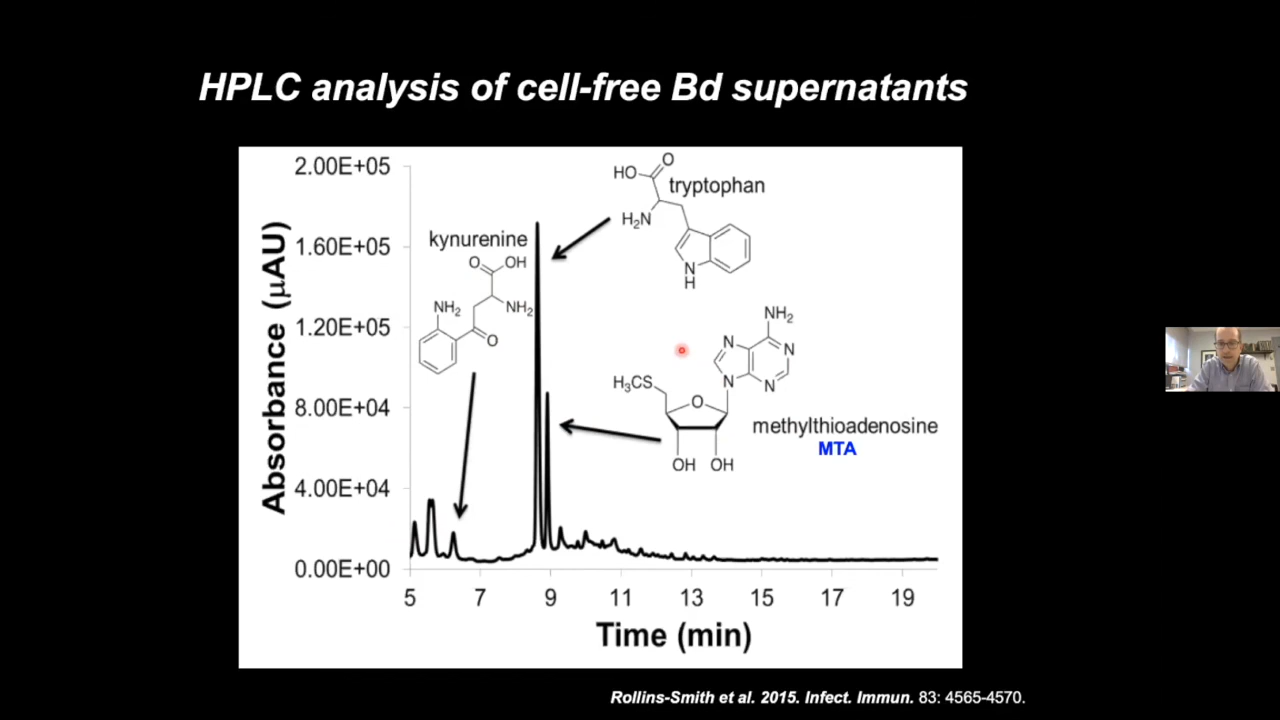 HPLC analysis of cell-free Bd supernatants
2.00E+05
1.60E+05
1.20E+05
8.00E+04
4.00E+04
0.00E+00
Absorbance (µAU)
5 7 9 11 13 15 17 19
Time (min)
kynurenine
O
OH
NH2
NH2
O
HO
O
tryptophan
H2N
N
H
NH2
N
N
N
N
H3CS
O
OH OH
methylthioadenosine
MTA
Rollins-Smith et al. 2015. Infect. Immun. 83: 4565-4570.